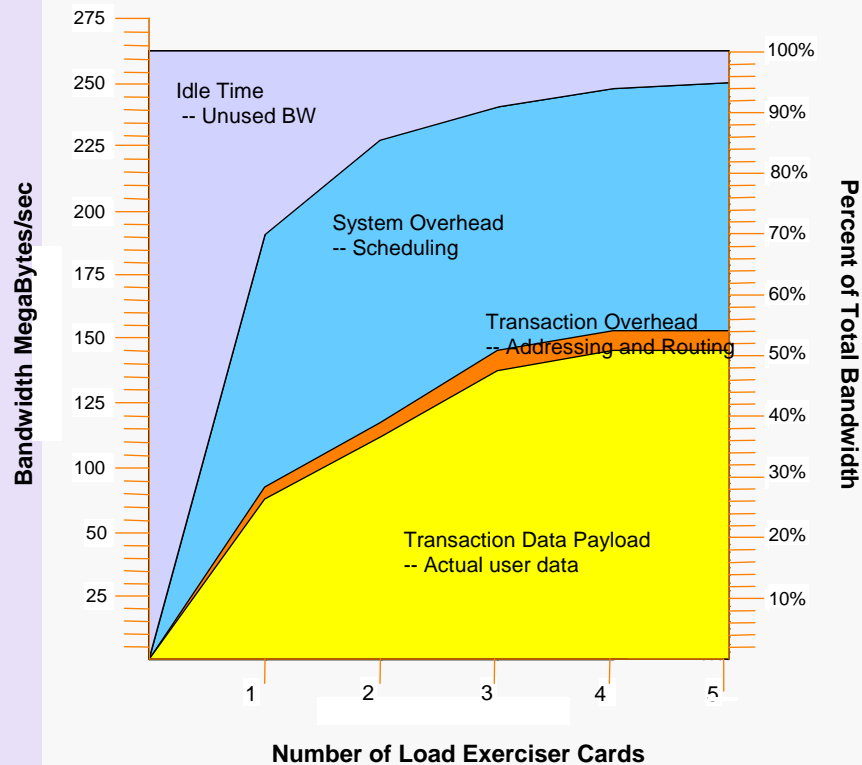 275
250
225
200
175
150
125
100
50
25
Bandwidth MegaBytes/sec
Idle Time
-- Unused BW
System Overhead
-- Scheduling
Transaction Overhead
-- Addressing and Routing
Transaction Data Payload
-- Actual user data
100%
90%
80%
70%
60%
50%
40%
30%
20%
10%
Percent of Total Bandwidth
1
2
3
4
5
Number of Load Exerciser Cards